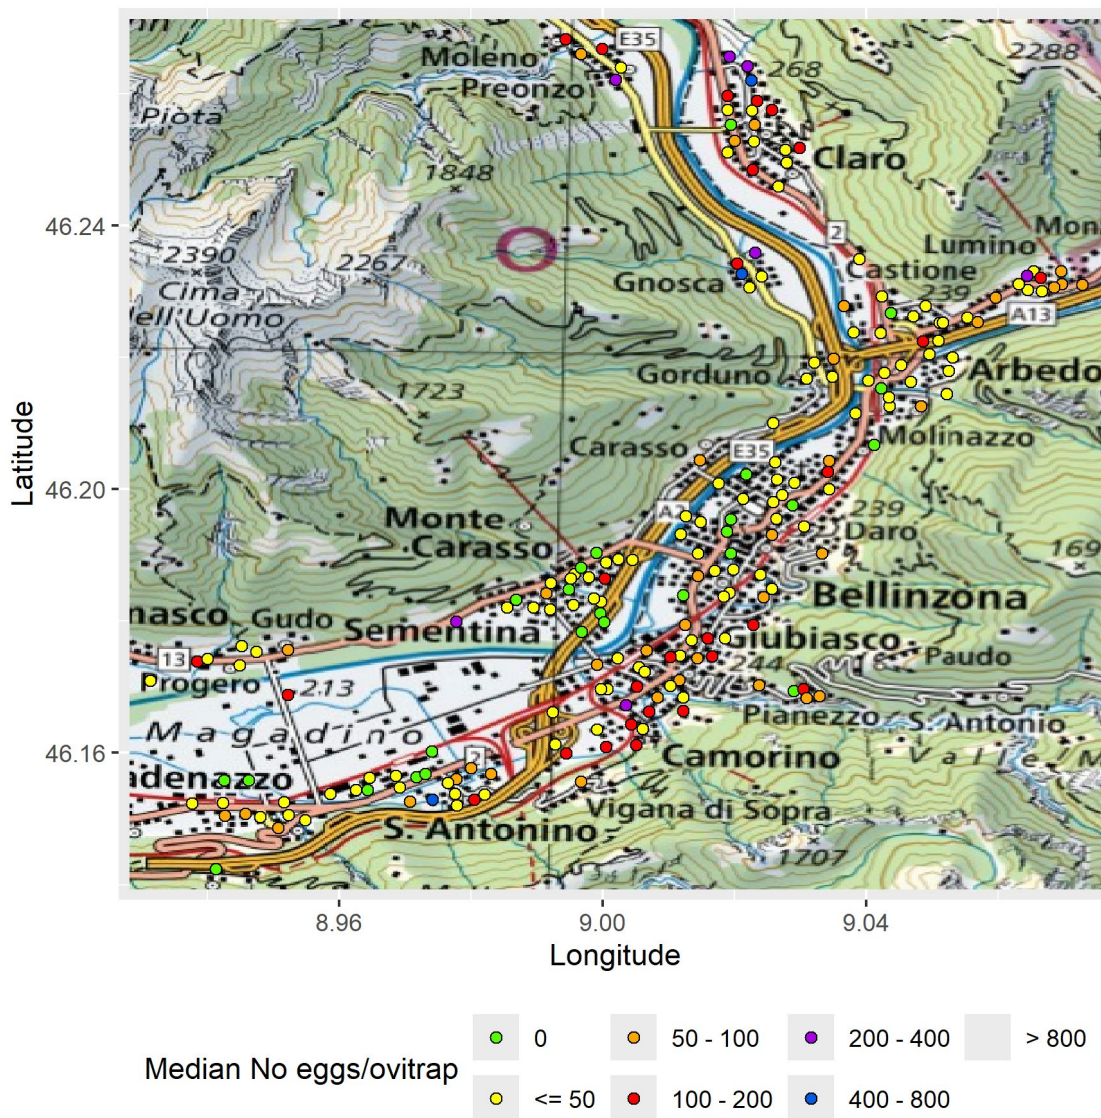 Moleno
E35
2288
268
Preonzo
Piota
Claro
1848
46.24
2
Lumino
2390
2267
Gnosca
Castione
Cima
239
ell'Uomo
A13
Gorduno
Arbedo
1723
Carasso
E35
Molinazzo
46.20
Monte
239
Carasso
Daro
169
Bellinzona
nasco Gudo
Sementina
Giubiasco
13
244
Paudo
Progero
213
Pianezzo
S. Antonio
Magadino
46.16
2
Camorino
adenazzo
Vigana di Sopra
S. Antonino
1707
8.96
9.00
9.04
Latitude
Longitude
Median No eggs/ovitrap
0
50 - 100
200 - 400
> 800
<= 50
100 - 200
400 - 800